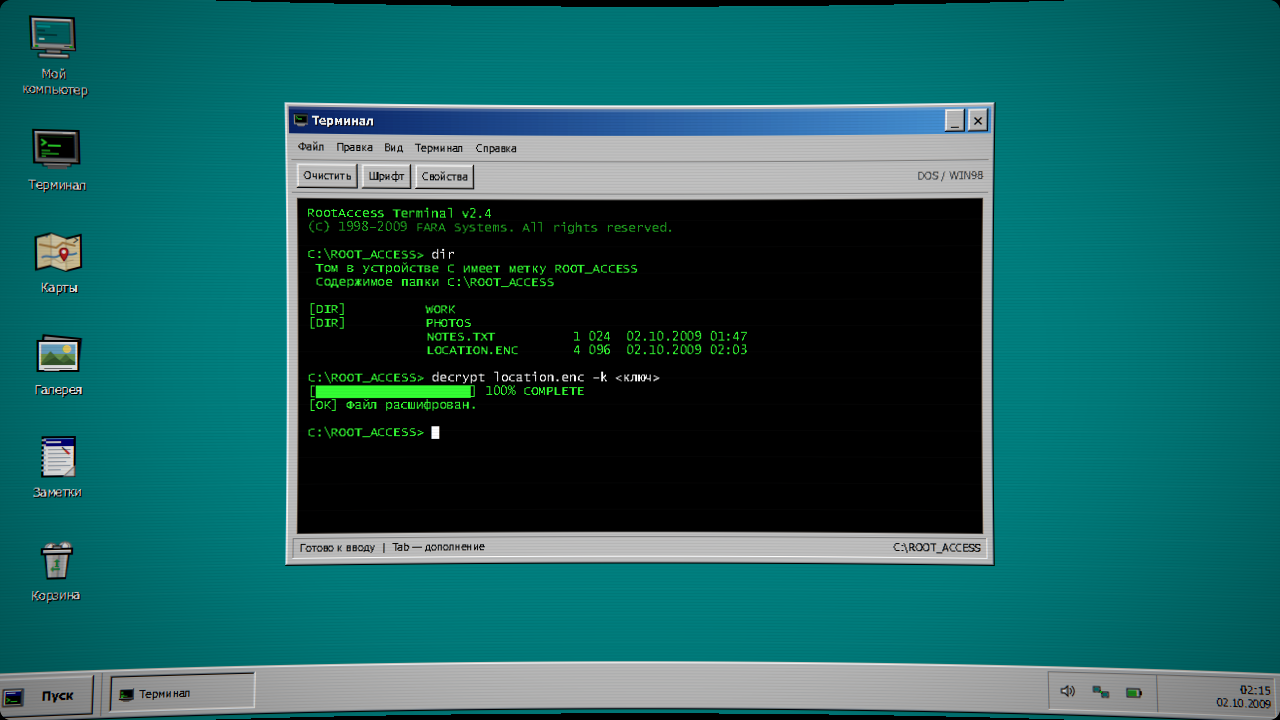 Мой
компьютер
Терминал
Карты
Галерея
Заметки
Корзина
Терминал
Файл Правка Вид Терминал Справка
Очистить Шрифт Свойства DOS / WIN98
RootAccess Terminal v2.4
(C) 1998-2009 FARA Systems. All rights reserved.
C:\ROOT_ACCESS> dir
Том в устройстве C имеет метку ROOT_ACCESS
Содержимое папки C:\ROOT_ACCESS
[DIR] WORK
[DIR] PHOTOS
NOTES.TXT 1 024 02.10.2009 01:47
LOCATION.ENC 4 096 02.10.2009 02:03
C:\ROOT_ACCESS> decrypt location.enc -k <ключ>
[ ] 100% COMPLETE
[OK] Файл расшифрован.
C:\ROOT_ACCESS>
Готово к вводу | Tab — дополнение C:\ROOT_ACCESS
Пуск Терминал 02:15
02.10.2009